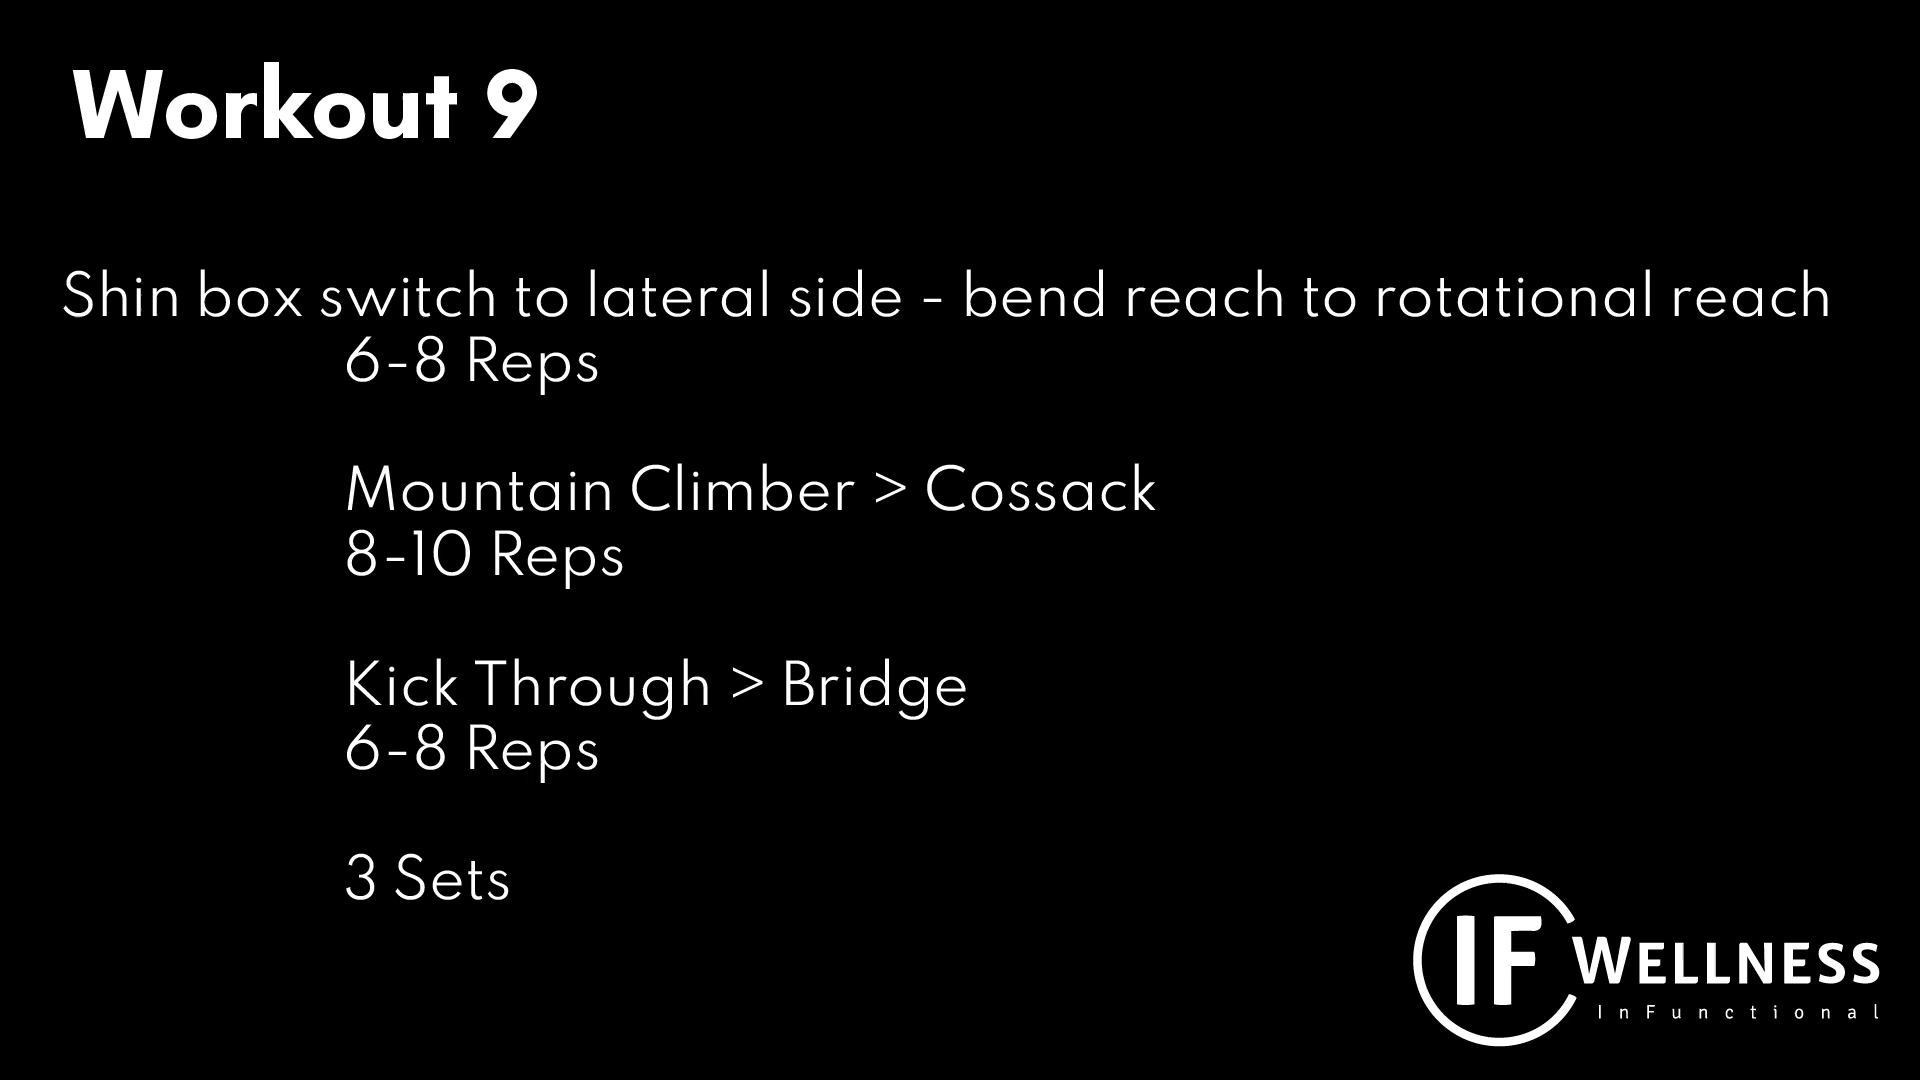 Workout 9
Shin box switch to lateral side - bend reach to rotational reach
6-8 Reps
Mountain Climber > Cossack
8-10 Reps
Kick Through > Bridge
6-8 Reps
3 Sets
IF WELLNESS
InFunctional